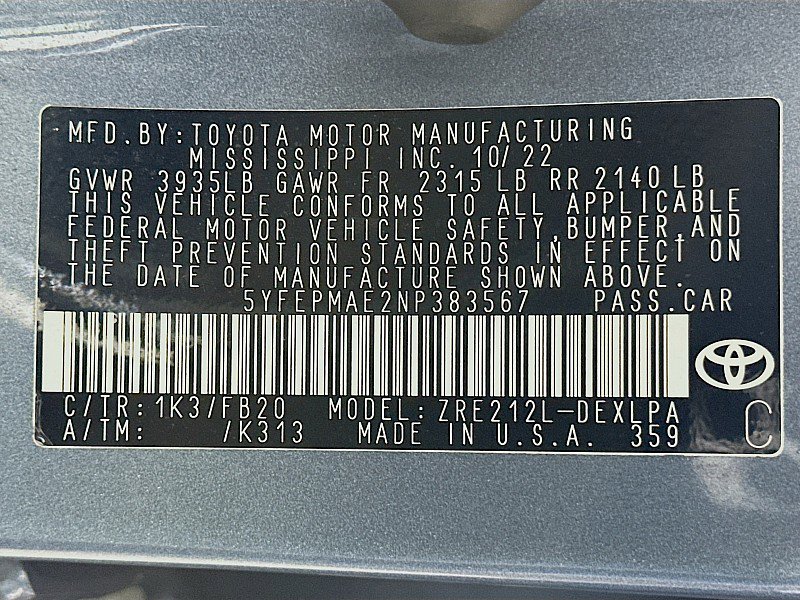 MFD. BY: TOYOTA MOTOR MANUFACTURING
MISSISSIPPI INC. 10/22
GVWR 3935LB GAWR FR 2315 LB RR 2140 LB
THIS VEHICLE CONFORMS TO ALL APPLICABLE
FEDERAL MOTOR VEHICLE SAFETY, BUMPER, AND
THEFT PREVENTION STANDARDS IN EFFECT ON
THE DATE OF MANUFACTURE SHOWN ABOVE.
5YFEPMAE2NP383567 PASS.CAR
C/TR: 1K3/FB20 MODEL: ZRE212L-DEXLPA
A/TM: /K313 MADE IN U.S.A. 359 C